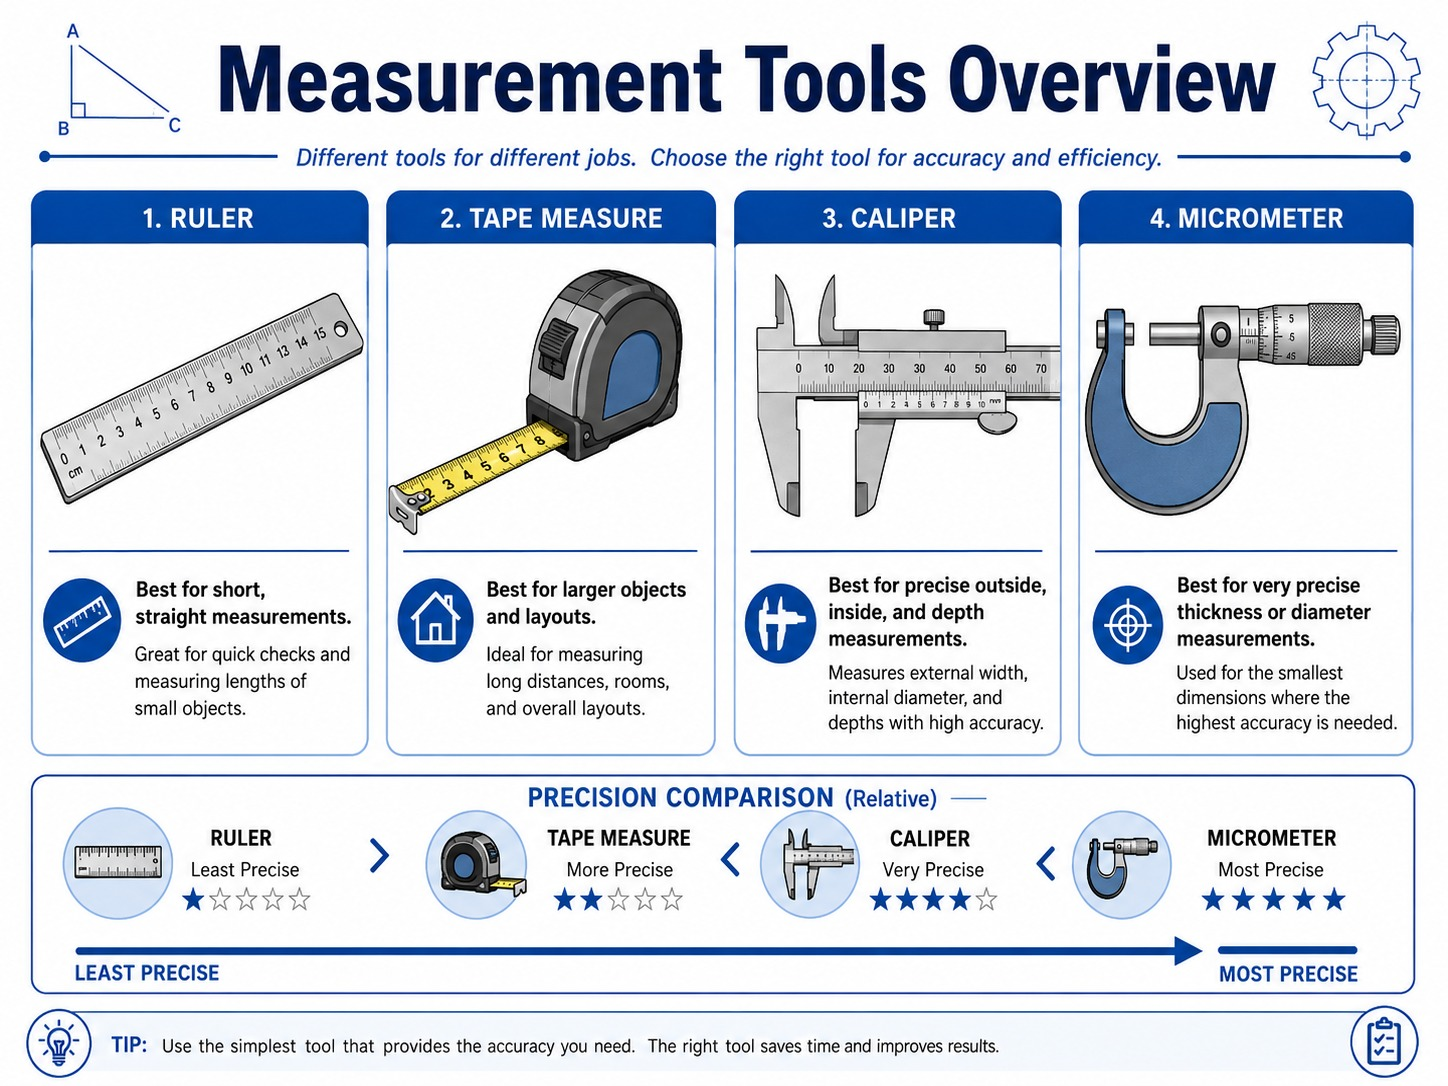 A
B
C
Measurement Tools Overview
Different tools for different jobs. Choose the right tool for accuracy and efficiency.
1. RULER
0 1 2 3 4 5 6 7 8 9 10 11 13 14 15
cm
Best for short,
straight measurements.
Great for quick checks and
measuring lengths of
small objects.
2. TAPE MEASURE
2 3 4 5 6 7 8
Best for larger objects
and layouts.
Ideal for measuring
long distances, rooms,
and overall layouts.
3. CALIPER
0 10 20 30 40 50 60 70
0 1 2 3 4 5 6 7 8 9 10
Best for precise outside,
inside, and depth
measurements.
Measures external width,
internal diameter, and
depths with high accuracy.
4. MICROMETER
5
5
45
Best for very precise
thickness or diameter
measurements.
Used for the smallest
dimensions where the
highest accuracy is needed.
PRECISION COMPARISON (Relative)
RULER
Least Precise
TAPE MEASURE
More Precise
CALIPER
Very Precise
MICROMETER
Most Precise
LEAST PRECISE
MOST PRECISE
TIP: Use the simplest tool that provides the accuracy you need. The right tool saves time and improves results.